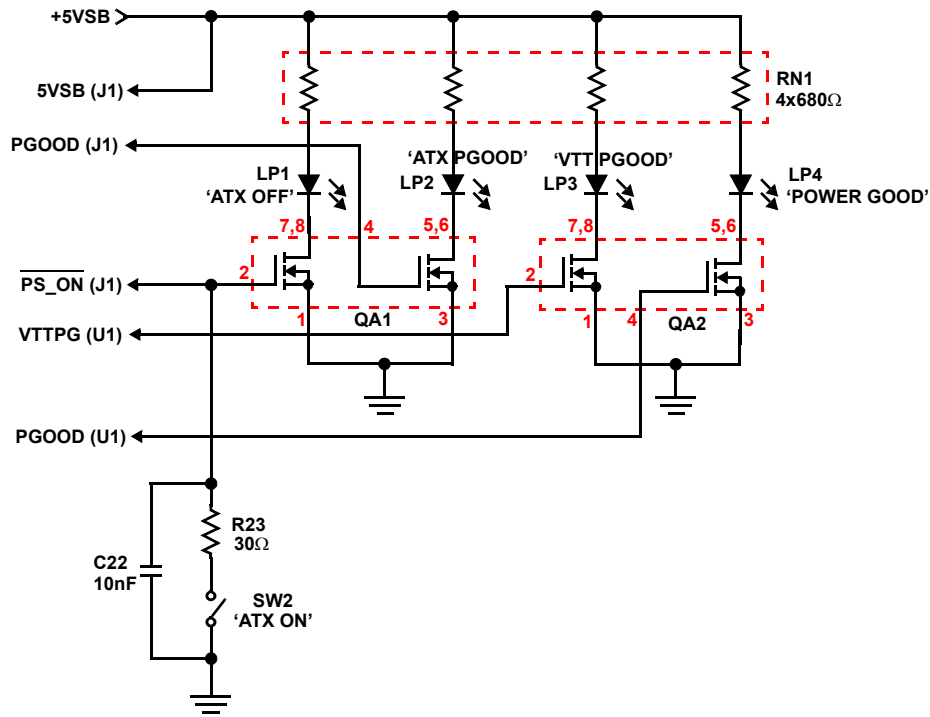 +5VSB
5VSB (J1)
RN1
4x680Ω
PGOOD (J1)
‘ATX PGOOD’
‘VTT PGOOD’
LP1
LP2
LP3
LP4
‘ATX OFF’
‘POWER GOOD’
7,8
4
5,6
7,8
5,6
2
2
PS_ON (J1)
1
QA1
3
1
4
QA2
3
VTTPG (U1)
PGOOD (U1)
R23
30Ω
C22
10nF
SW2
‘ATX ON’